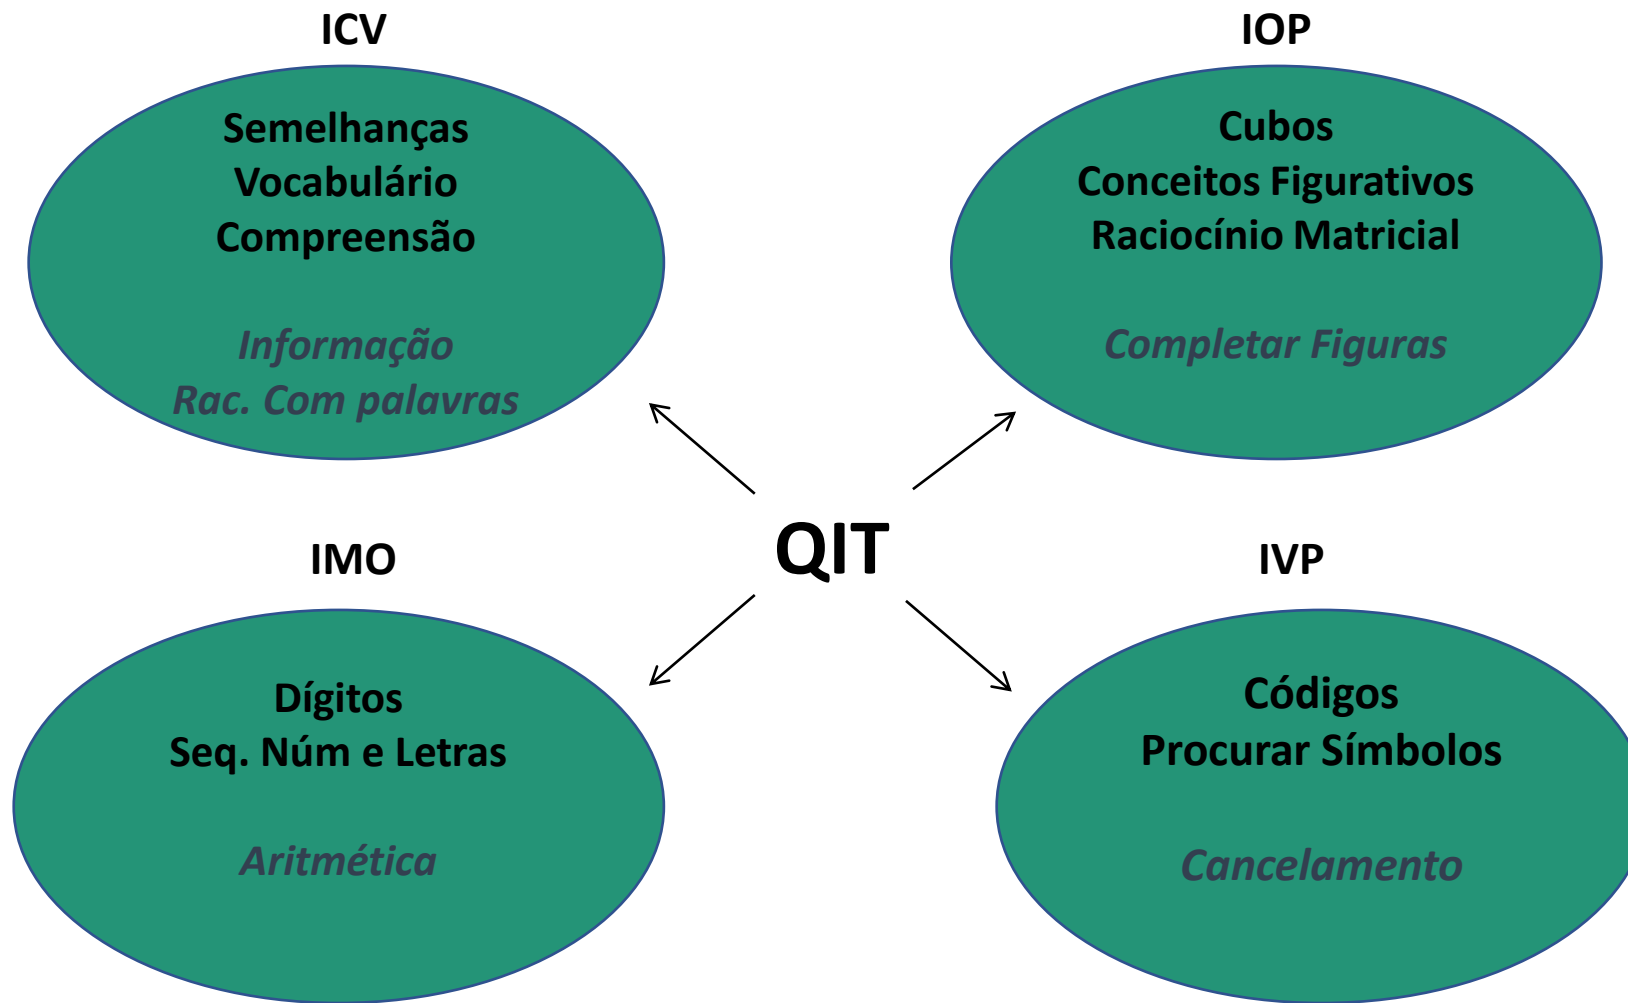 ICV
Semelhanças
Vocabulário
Compreensão
Informação
Rac. Com palavras
IOP
Cubos
Conceitos Figurativos
Raciocínio Matricial
Completar Figuras
QIT
IMO
Dígitos
Seq. Núm e Letras
Aritmética
IVP
Códigos
Procurar Símbolos
Cancelamento